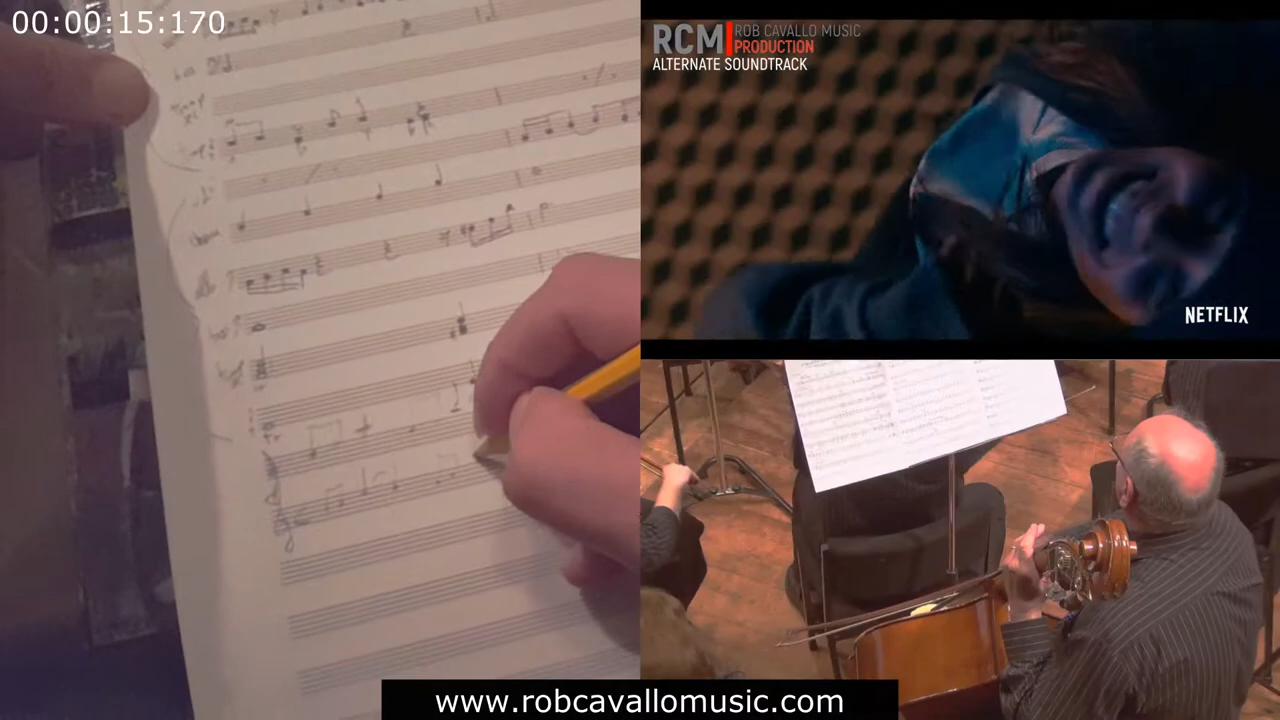 00:00:15:170
RCM
ROB CAVALLO MUSIC
PRODUCTION
ALTERNATE SOUNDTRACK
NETFLIX
www.robcavallomusic.com